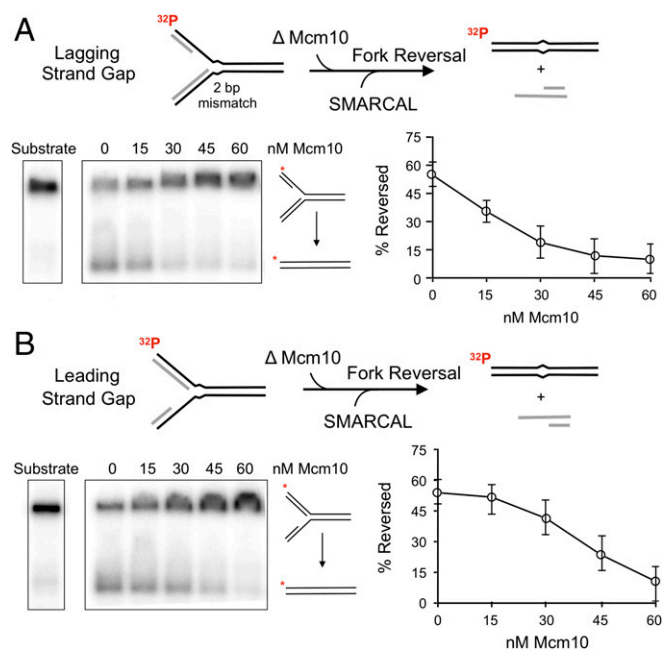 A
Lagging
Strand Gap
32P
2 bp
mismatch
Δ Mcm10
Fork Reversal
SMARCAL
32P
+
Substrate
0 15 30 45 60 nM Mcm10
*
*
% Reversed
75
60
45
30
15
0
0 15 30 45 60
nM Mcm10
B
Leading
Strand Gap
32P
Δ Mcm10
Fork Reversal
SMARCAL
32P
+
Substrate
0 15 30 45 60 nM Mcm10
*
*
% Reversed
75
60
45
30
15
0
0 15 30 45 60
nM Mcm10